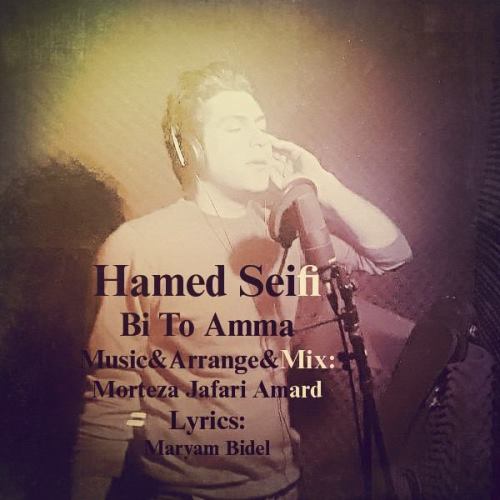 Hamed Seifi
Bi To Amma
Music&Arrange&Mix:
Morteza Jafari Amard
Lyrics:
Maryam Bidel